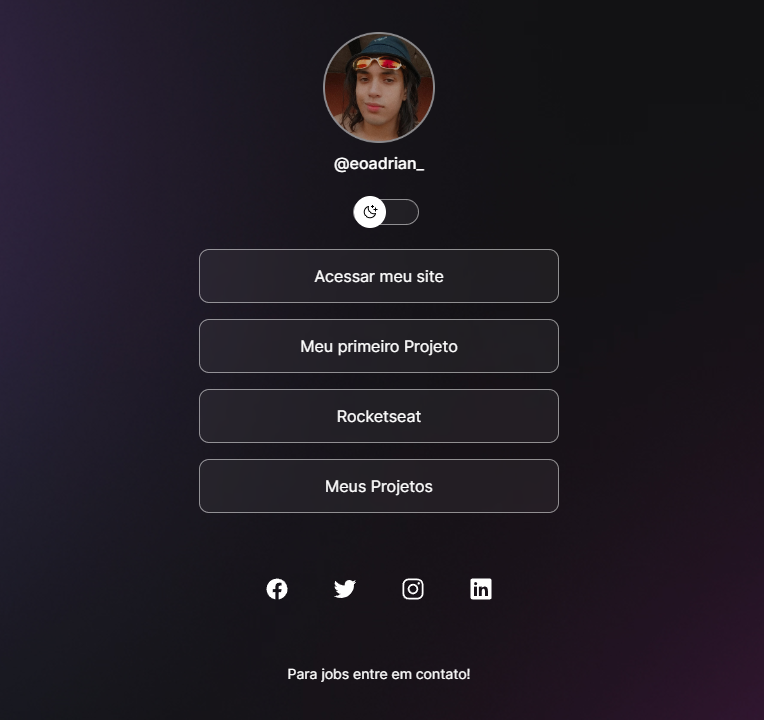 @eoadrian_
Acessar meu site
Meu primeiro Projeto
Rocketseat
Meus Projetos
Para jobs entre em contato!